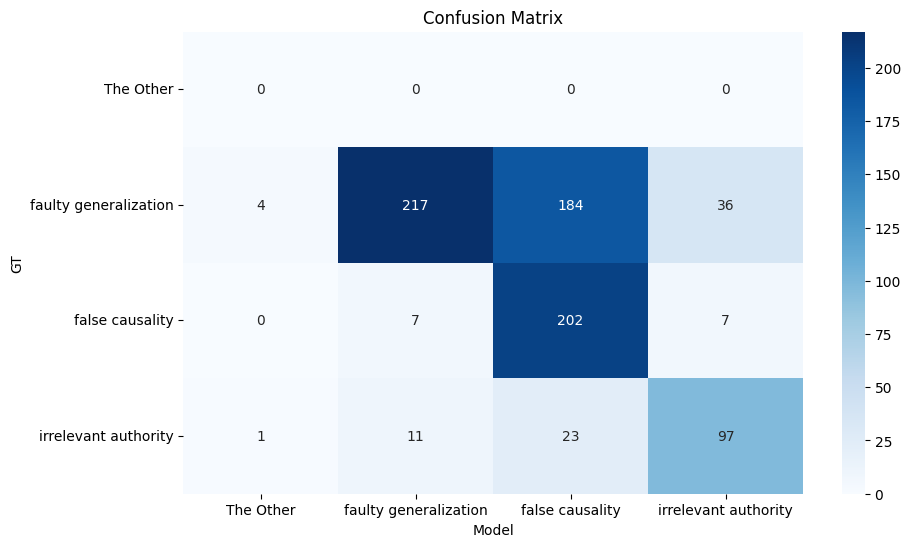 Confusion Matrix
The Other 0 0 0 0
faulty generalization 4 217 184 36
false causality 0 7 202 7
irrelevant authority 1 11 23 97
The Other faulty generalization false causality irrelevant authority
Model
GT
200
175
150
125
100
75
50
25
0